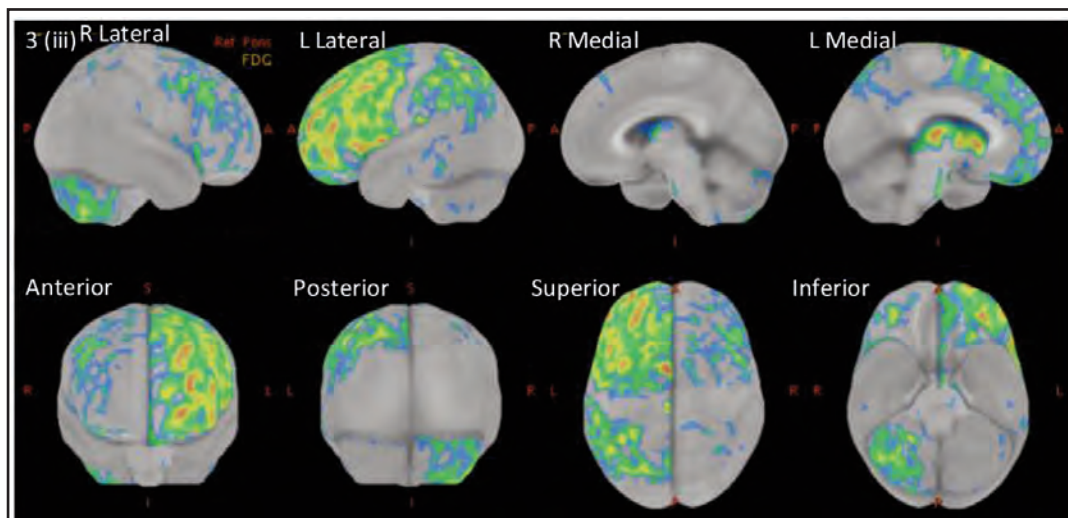 3 (iii) R Lateral
L Lateral
R Medial
L Medial
Ref Pons
FDG
P
A
A
P
A
P
P
A
I
I
I
Anterior
Posterior
Superior
Inferior
S
S
A
A
R
L
L
R
L
R
R
L
I
I
P
P